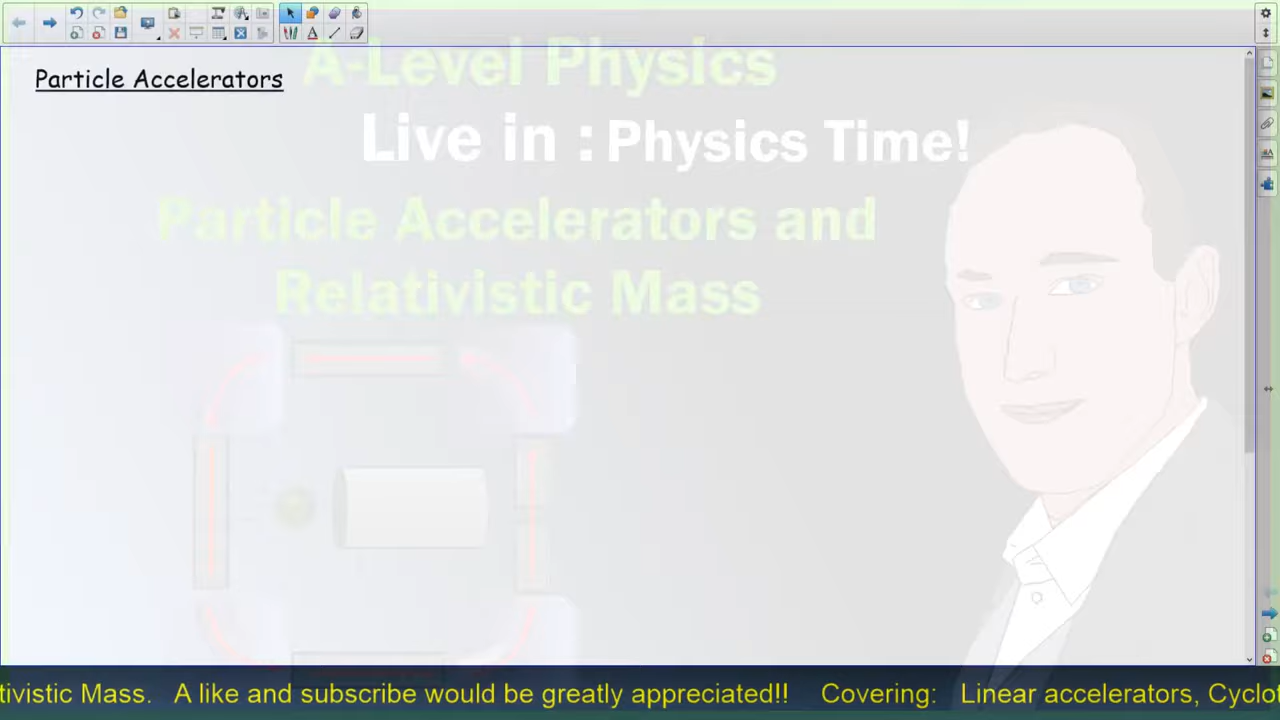 A-Level Physics
Particle Accelerators
Live in : Physics Time!
Particle Accelerators and
Relativistic Mass
tivistic Mass. A like and subscribe would be greatly appreciated!! Covering: Linear accelerators, Cyclot